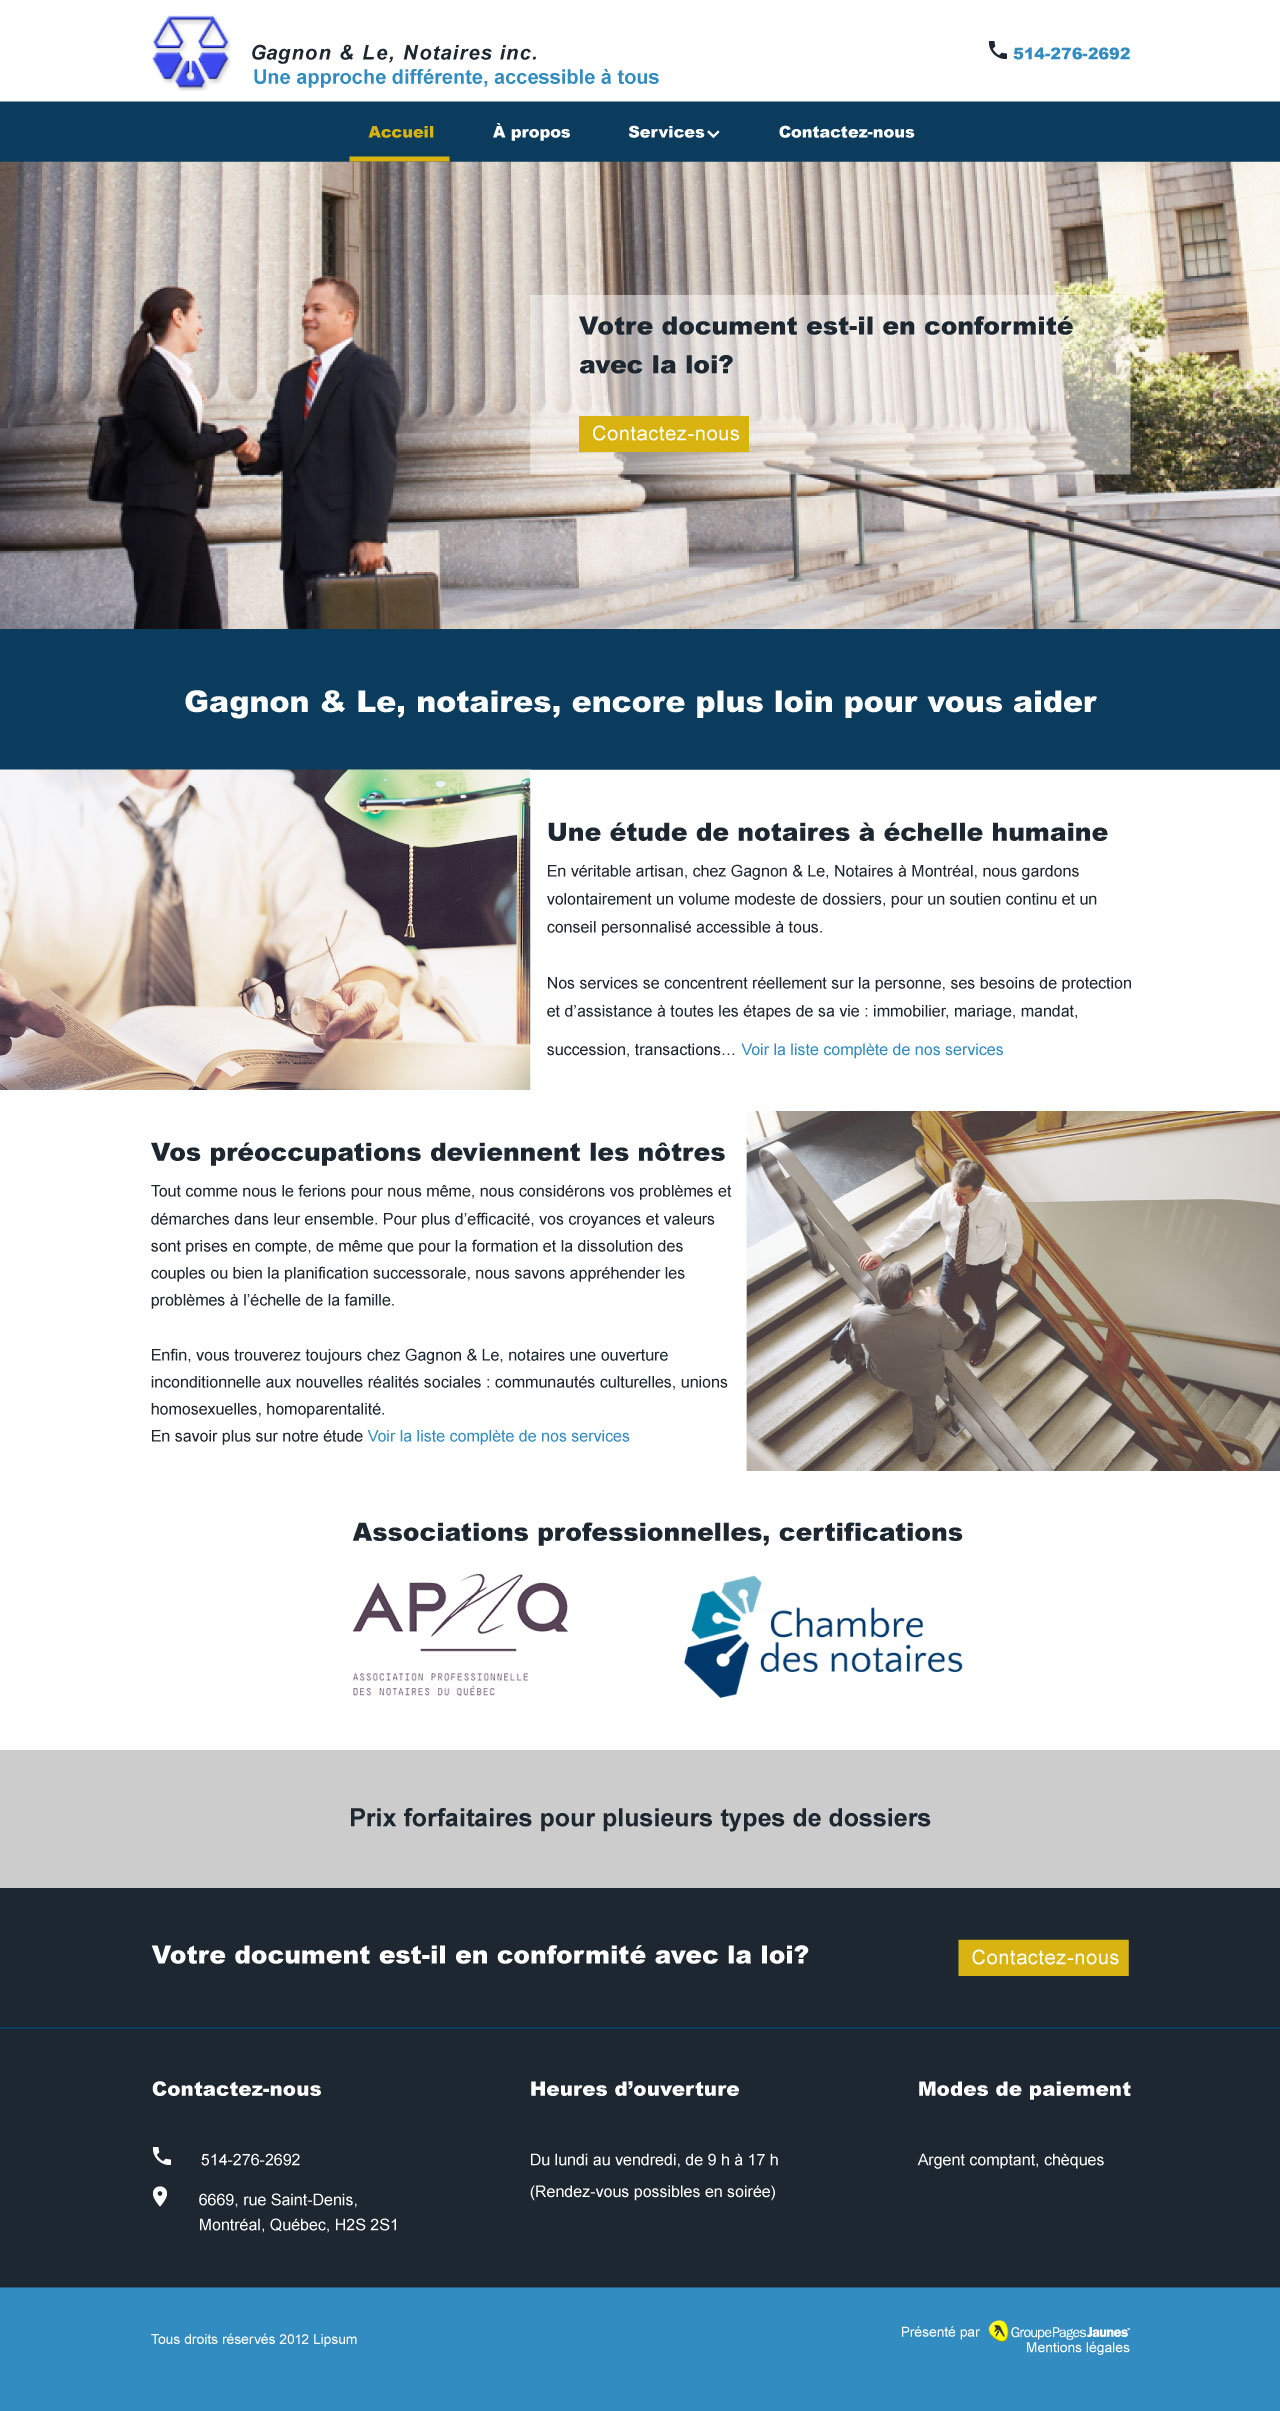 Gagnon & Le, Notaires inc.
Une approche différente, accessible à tous
514-276-2692
Accueil
À propos
Services
Contactez-nous
Votre document est-il en conformité
avec la loi?
Contactez-nous
Gagnon & Le, notaires, encore plus loin pour vous aider
Une étude de notaires à échelle humaine
En véritable artisan, chez Gagnon & Le, Notaires à Montréal, nous gardons
volontairement un volume modeste de dossiers, pour un soutien continu et un
conseil personnalisé accessible à tous.
Nos services se concentrent réellement sur la personne, ses besoins de protection
et d’assistance à toutes les étapes de sa vie : immobilier, mariage, mandat,
succession, transactions... Voir la liste complète de nos services
Vos préoccupations deviennent les nôtres
Tout comme nous le ferions pour nous même, nous considérons vos problèmes et
démarches dans leur ensemble. Pour plus d’efficacité, vos croyances et valeurs
sont prises en compte, de même que pour la formation et la dissolution des
couples ou bien la planification successorale, nous savons appréhender les
problèmes à l’échelle de la famille.
Enfin, vous trouverez toujours chez Gagnon & Le, notaires une ouverture
inconditionnelle aux nouvelles réalités sociales : communautés culturelles, unions
homosexuelles, homoparentalité.
En savoir plus sur notre étude Voir la liste complète de nos services
Associations professionnelles, certifications
APNQ
ASSOCIATION PROFESSIONNELLE
DES NOTAIRES DU QUÉBEC
Chambre
des notaires
Prix forfaitaires pour plusieurs types de dossiers
Votre document est-il en conformité avec la loi?
Contactez-nous
Contactez-nous
514-276-2692
6669, rue Saint-Denis,
Montréal, Québec, H2S 2S1
Heures d’ouverture
Du lundi au vendredi, de 9 h à 17 h
(Rendez-vous possibles en soirée)
Modes de paiement
Argent comptant, chèques
Tous droits réservés 2012 Lipsum
Présenté par GroupePagesJaunes
Mentions légales